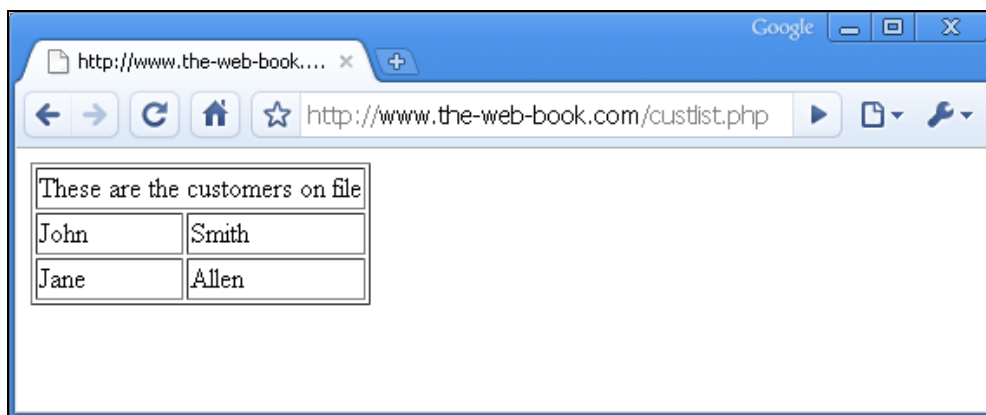 Google
http://www.the-web-book....
http://www.the-web-book.com/custlist.php
These are the customers on file
John Smith
Jane Allen